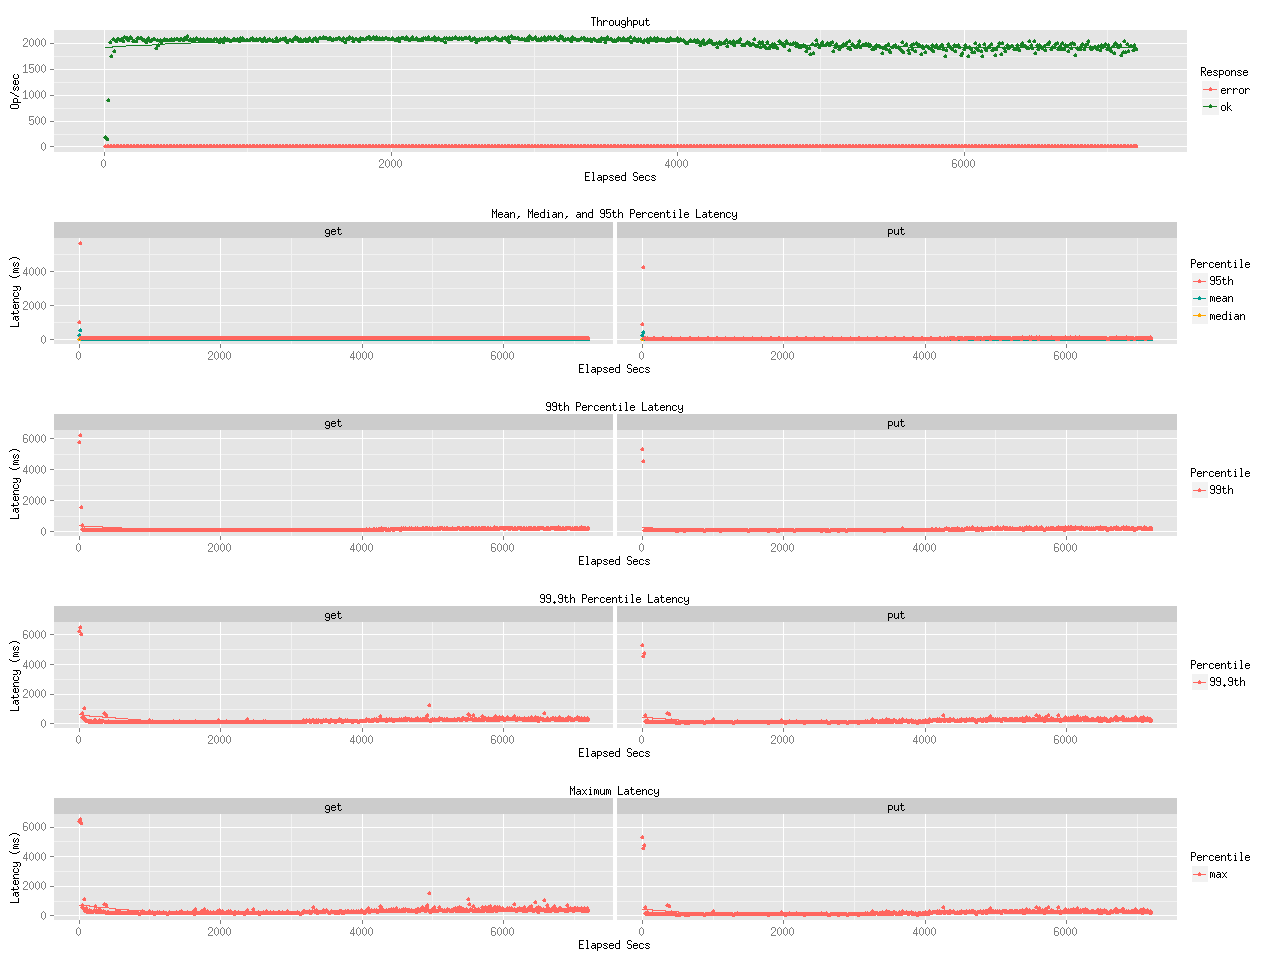 Throughput
2000
1500
1000
500
0
Op/sec
0 2000 4000 6000
Elapsed Secs
Response
error
ok
Mean, Median, and 95th Percentile Latency
get put
4000
2000
0
Latency (ms)
0 2000 4000 6000 0 2000 4000 6000
Elapsed Secs
Percentile
95th
mean
median
99th Percentile Latency
get put
6000
4000
2000
0
Latency (ms)
0 2000 4000 6000 0 2000 4000 6000
Elapsed Secs
Percentile
99th
99.9th Percentile Latency
get put
6000
4000
2000
0
Latency (ms)
0 2000 4000 6000 0 2000 4000 6000
Elapsed Secs
Percentile
99.9th
Maximum Latency
get put
6000
4000
2000
0
Latency (ms)
0 2000 4000 6000 0 2000 4000 6000
Elapsed Secs
Percentile
max